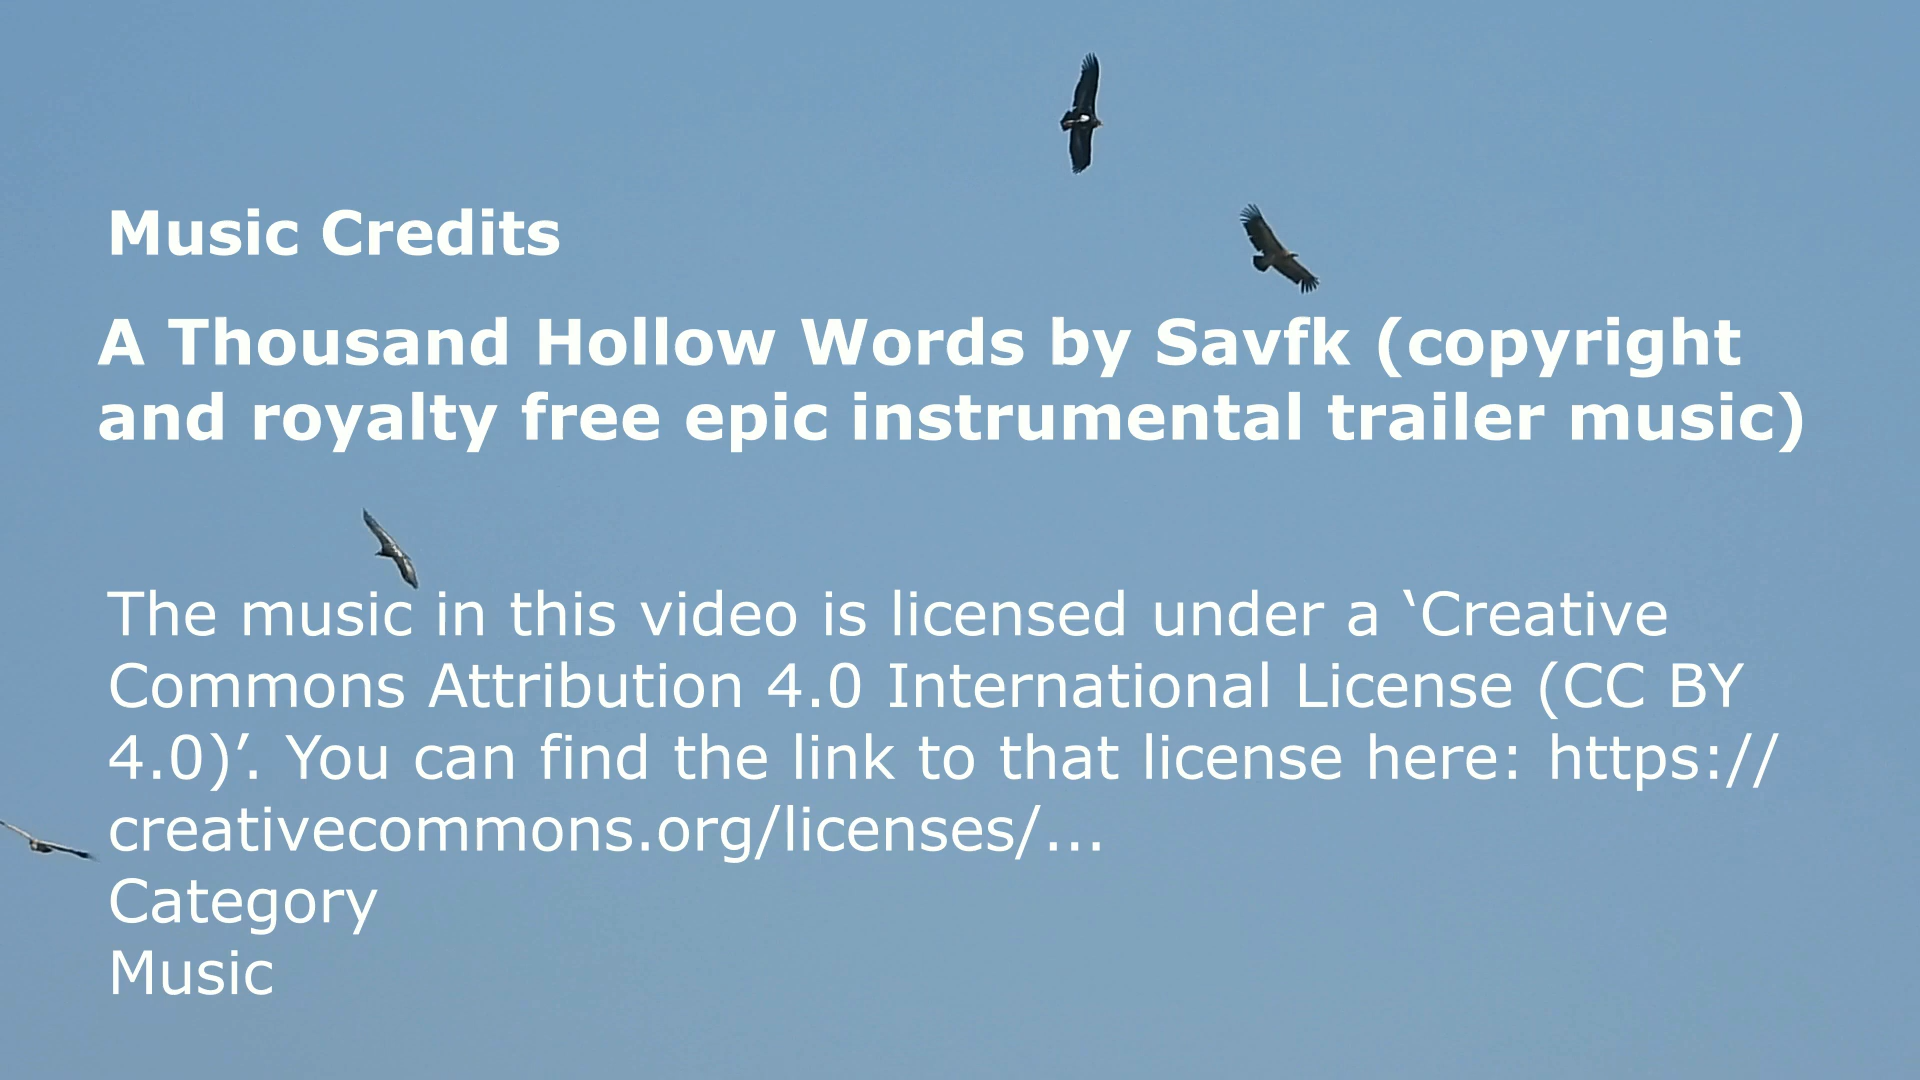 Music Credits
A Thousand Hollow Words by Savfk (copyright
and royalty free epic instrumental trailer music)
The music in this video is licensed under a ‘Creative
Commons Attribution 4.0 International License (CC BY
4.0)’. You can find the link to that license here: https://
creativecommons.org/licenses/...
Category
Music